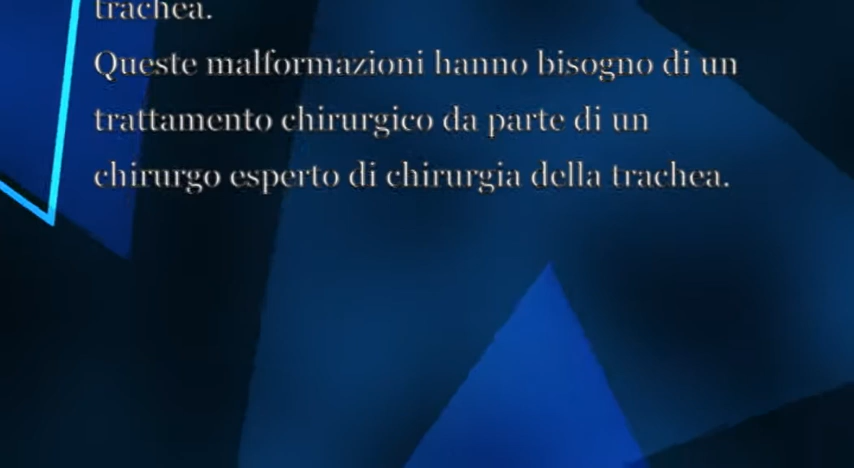 trachea.
Queste malformazioni hanno bisogno di un
trattamento chirurgico da parte di un
chirurgo esperto di chirurgia della trachea.